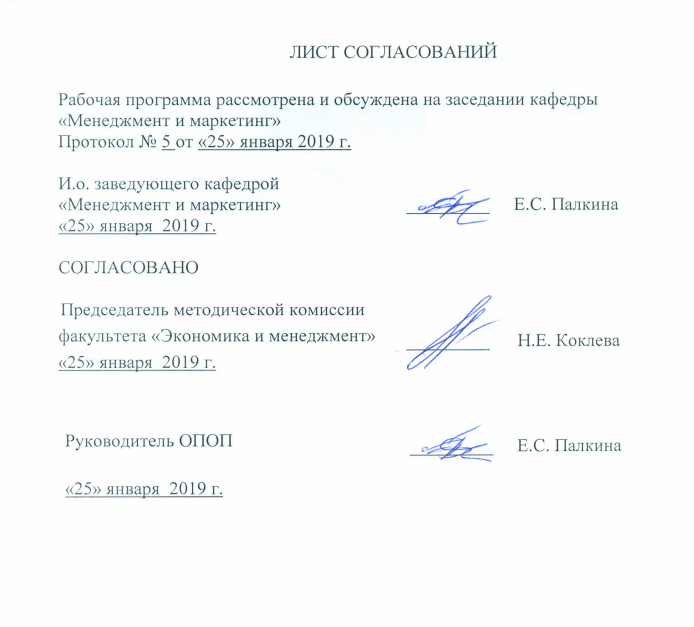 ЛИСТ СОГЛАСОВАНИЙ
Рабочая программа рассмотрена и обсуждена на заседании кафедры
«Менеджмент и маркетинг»
Протокол № 5 от «25» января 2019 г.
И.о. заведующего кафедрой
«Менеджмент и маркетинг» Е.С. Палкина
«25» января 2019 г.
СОГЛАСОВАНО
Председатель методической комиссии
факультета «Экономика и менеджмент» Н.Е. Коклева
«25» января 2019 г.
Руководитель ОПОП Е.С. Палкина
«25» января 2019 г.